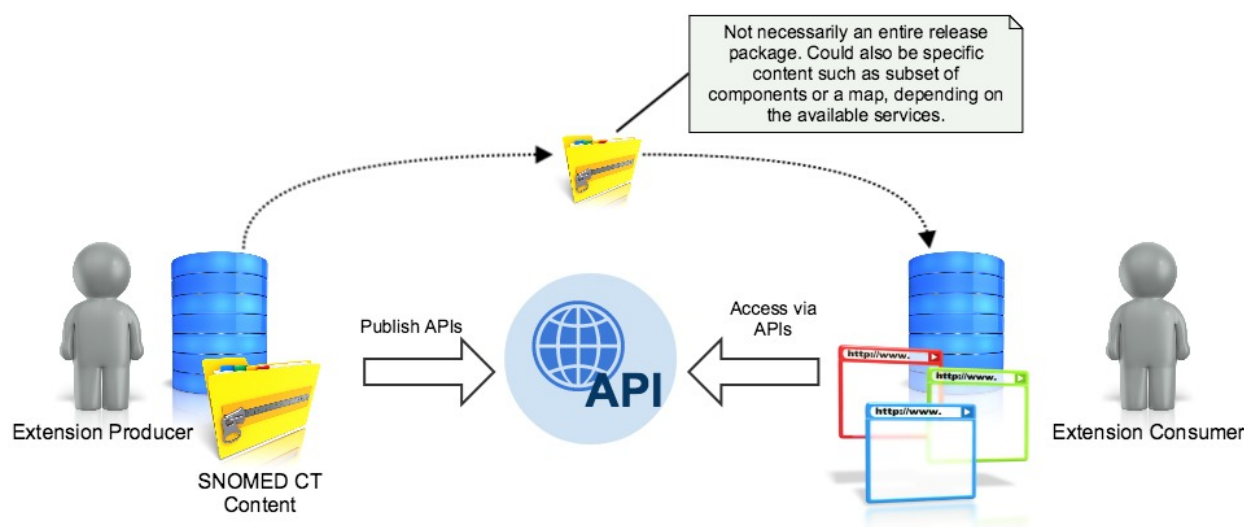 Not necessarily an entire release
package. Could also be specific
content such as subset of
components or a map, depending on
the available services.
Publish APIs
Access via
APIs
API
http://www.
http://www.
http://www.
Extension Producer
Extension Consumer
SNOMED CT
Content